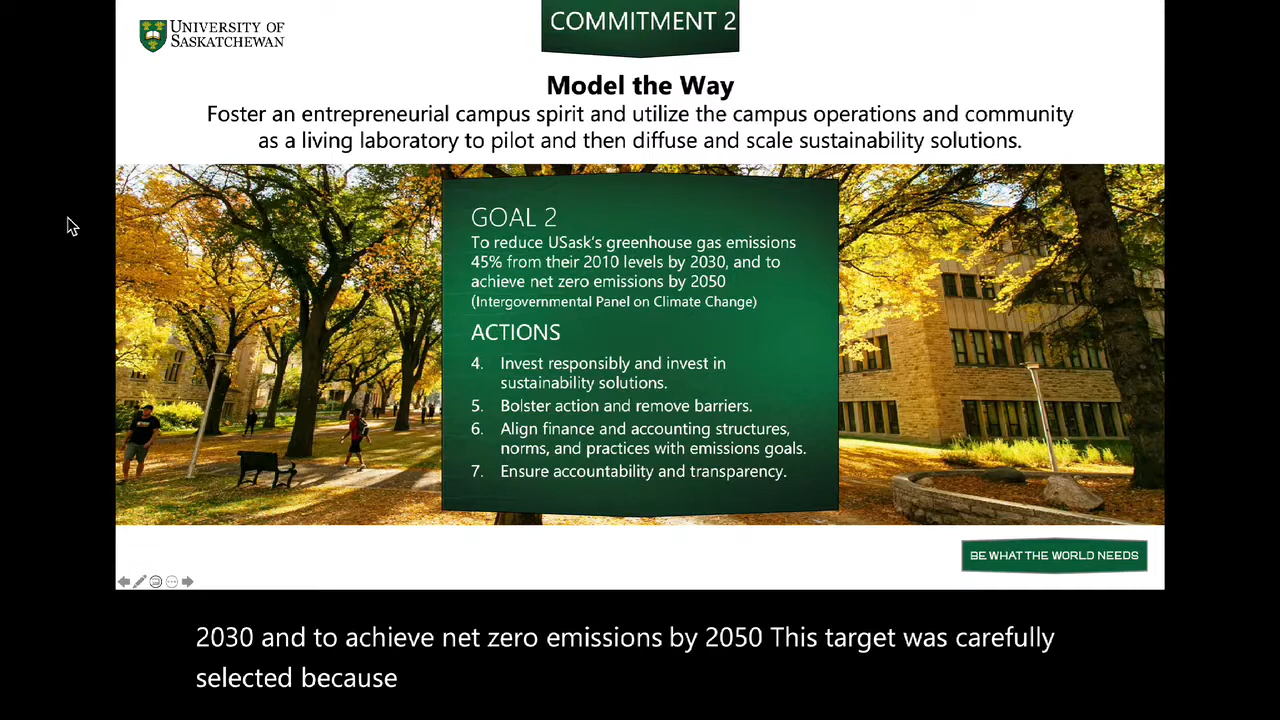 UNIVERSITY OF
SASKATCHEWAN
COMMITMENT 2
Model the Way
Foster an entrepreneurial campus spirit and utilize the campus operations and community
as a living laboratory to pilot and then diffuse and scale sustainability solutions.
GOAL 2
To reduce USask's greenhouse gas emissions
45% from their 2010 levels by 2030, and to
achieve net zero emissions by 2050
(Intergovernmental Panel on Climate Change)
ACTIONS
4. Invest responsibly and invest in
sustainability solutions.
5. Bolster action and remove barriers.
6. Align finance and accounting structures,
norms, and practices with emissions goals.
7. Ensure accountability and transparency.
BE WHAT THE WORLD NEEDS
2030 and to achieve net zero emissions by 2050 This target was carefully
selected because